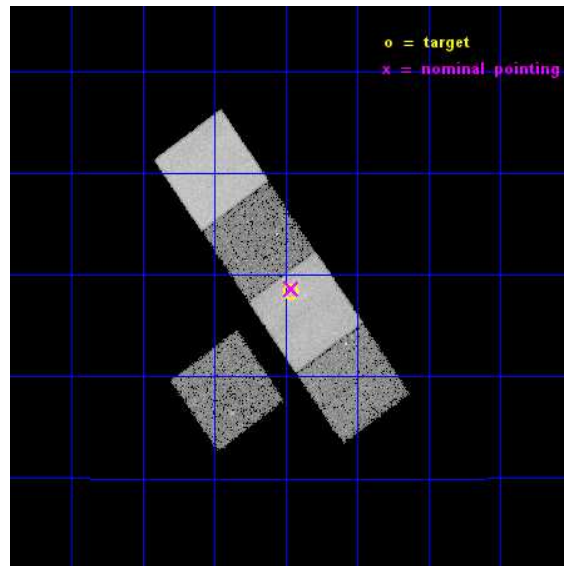 o = target
x = nominal pointing